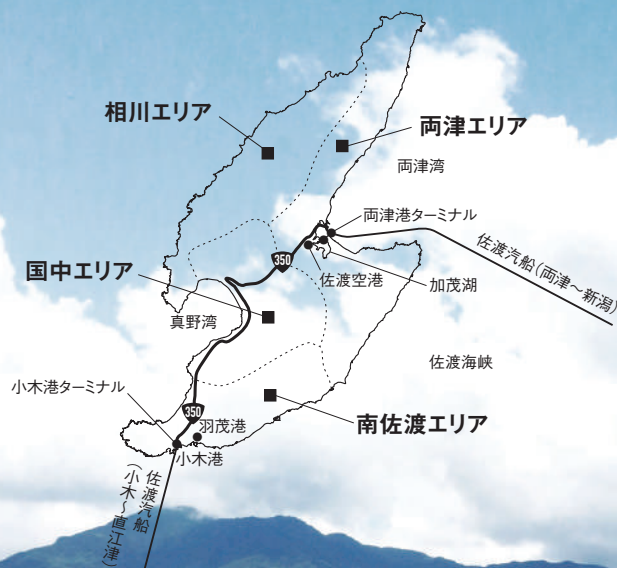 相川エリア
両津エリア
両津湾
両津港ターミナル
350
佐渡空港
加茂湖
佐渡汽船(両津～新潟)
国中エリア
真野湾
佐渡海峡
小木港ターミナル
350
羽茂港
南佐渡エリア
小木港
佐渡汽船
(小木～直江津)